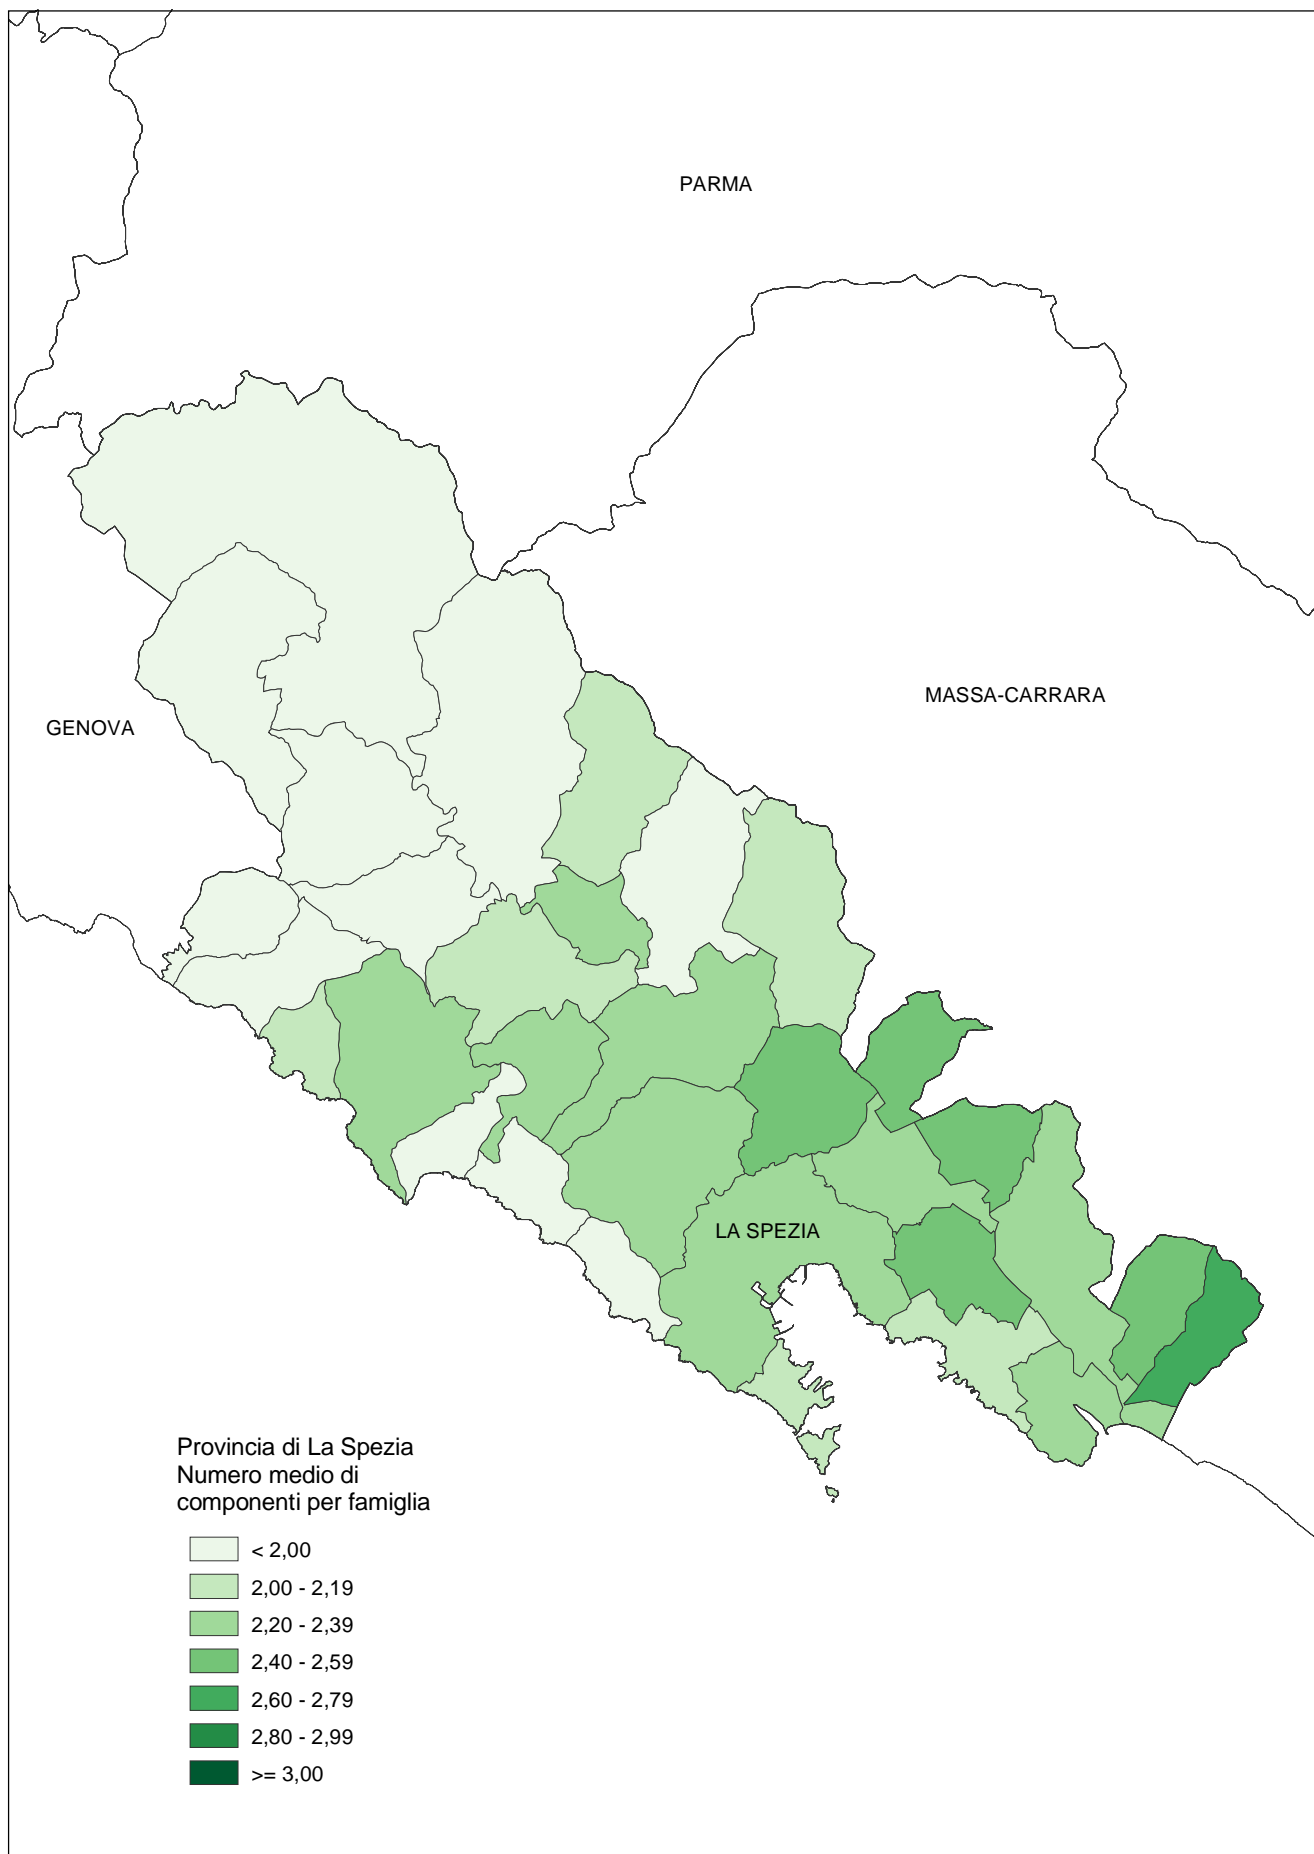 PARMA
MASSA-CARRARA
GENOVA
LA SPEZIA
Provincia di La Spezia
Numero medio di
componenti per famiglia
< 2,00
2,00 - 2,19
2,20 - 2,39
2,40 - 2,59
2,60 - 2,79
2,80 - 2,99
>= 3,00